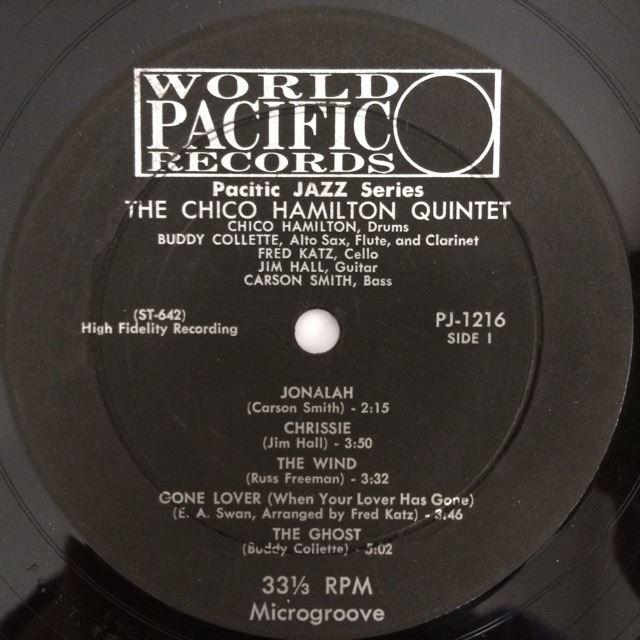 WORLD
PACIFIC
RECORDS
Pacific JAZZ Series
THE CHICO HAMILTON QUINTET
CHICO HAMILTON, Drums
BUDDY COLLETTE, Alto Sax, Flute, and Clarinet
FRED KATZ, Cello
JIM HALL, Guitar
CARSON SMITH, Bass
(ST-642)
High Fidelity Recording
PJ-1216
SIDE 1
JONALAH
(Carson Smith) - 2:15
CHRISSIE
(Jim Hall) - 3:50
THE WIND
(Russ Freeman) - 3:32
GONE LOVER (When Your Lover Has Gone)
(E. A. Swan, Arranged by Fred Katz) - 3:46
THE GHOST
(Buddy Collette) - 5:02
33⅓ RPM
Microgroove